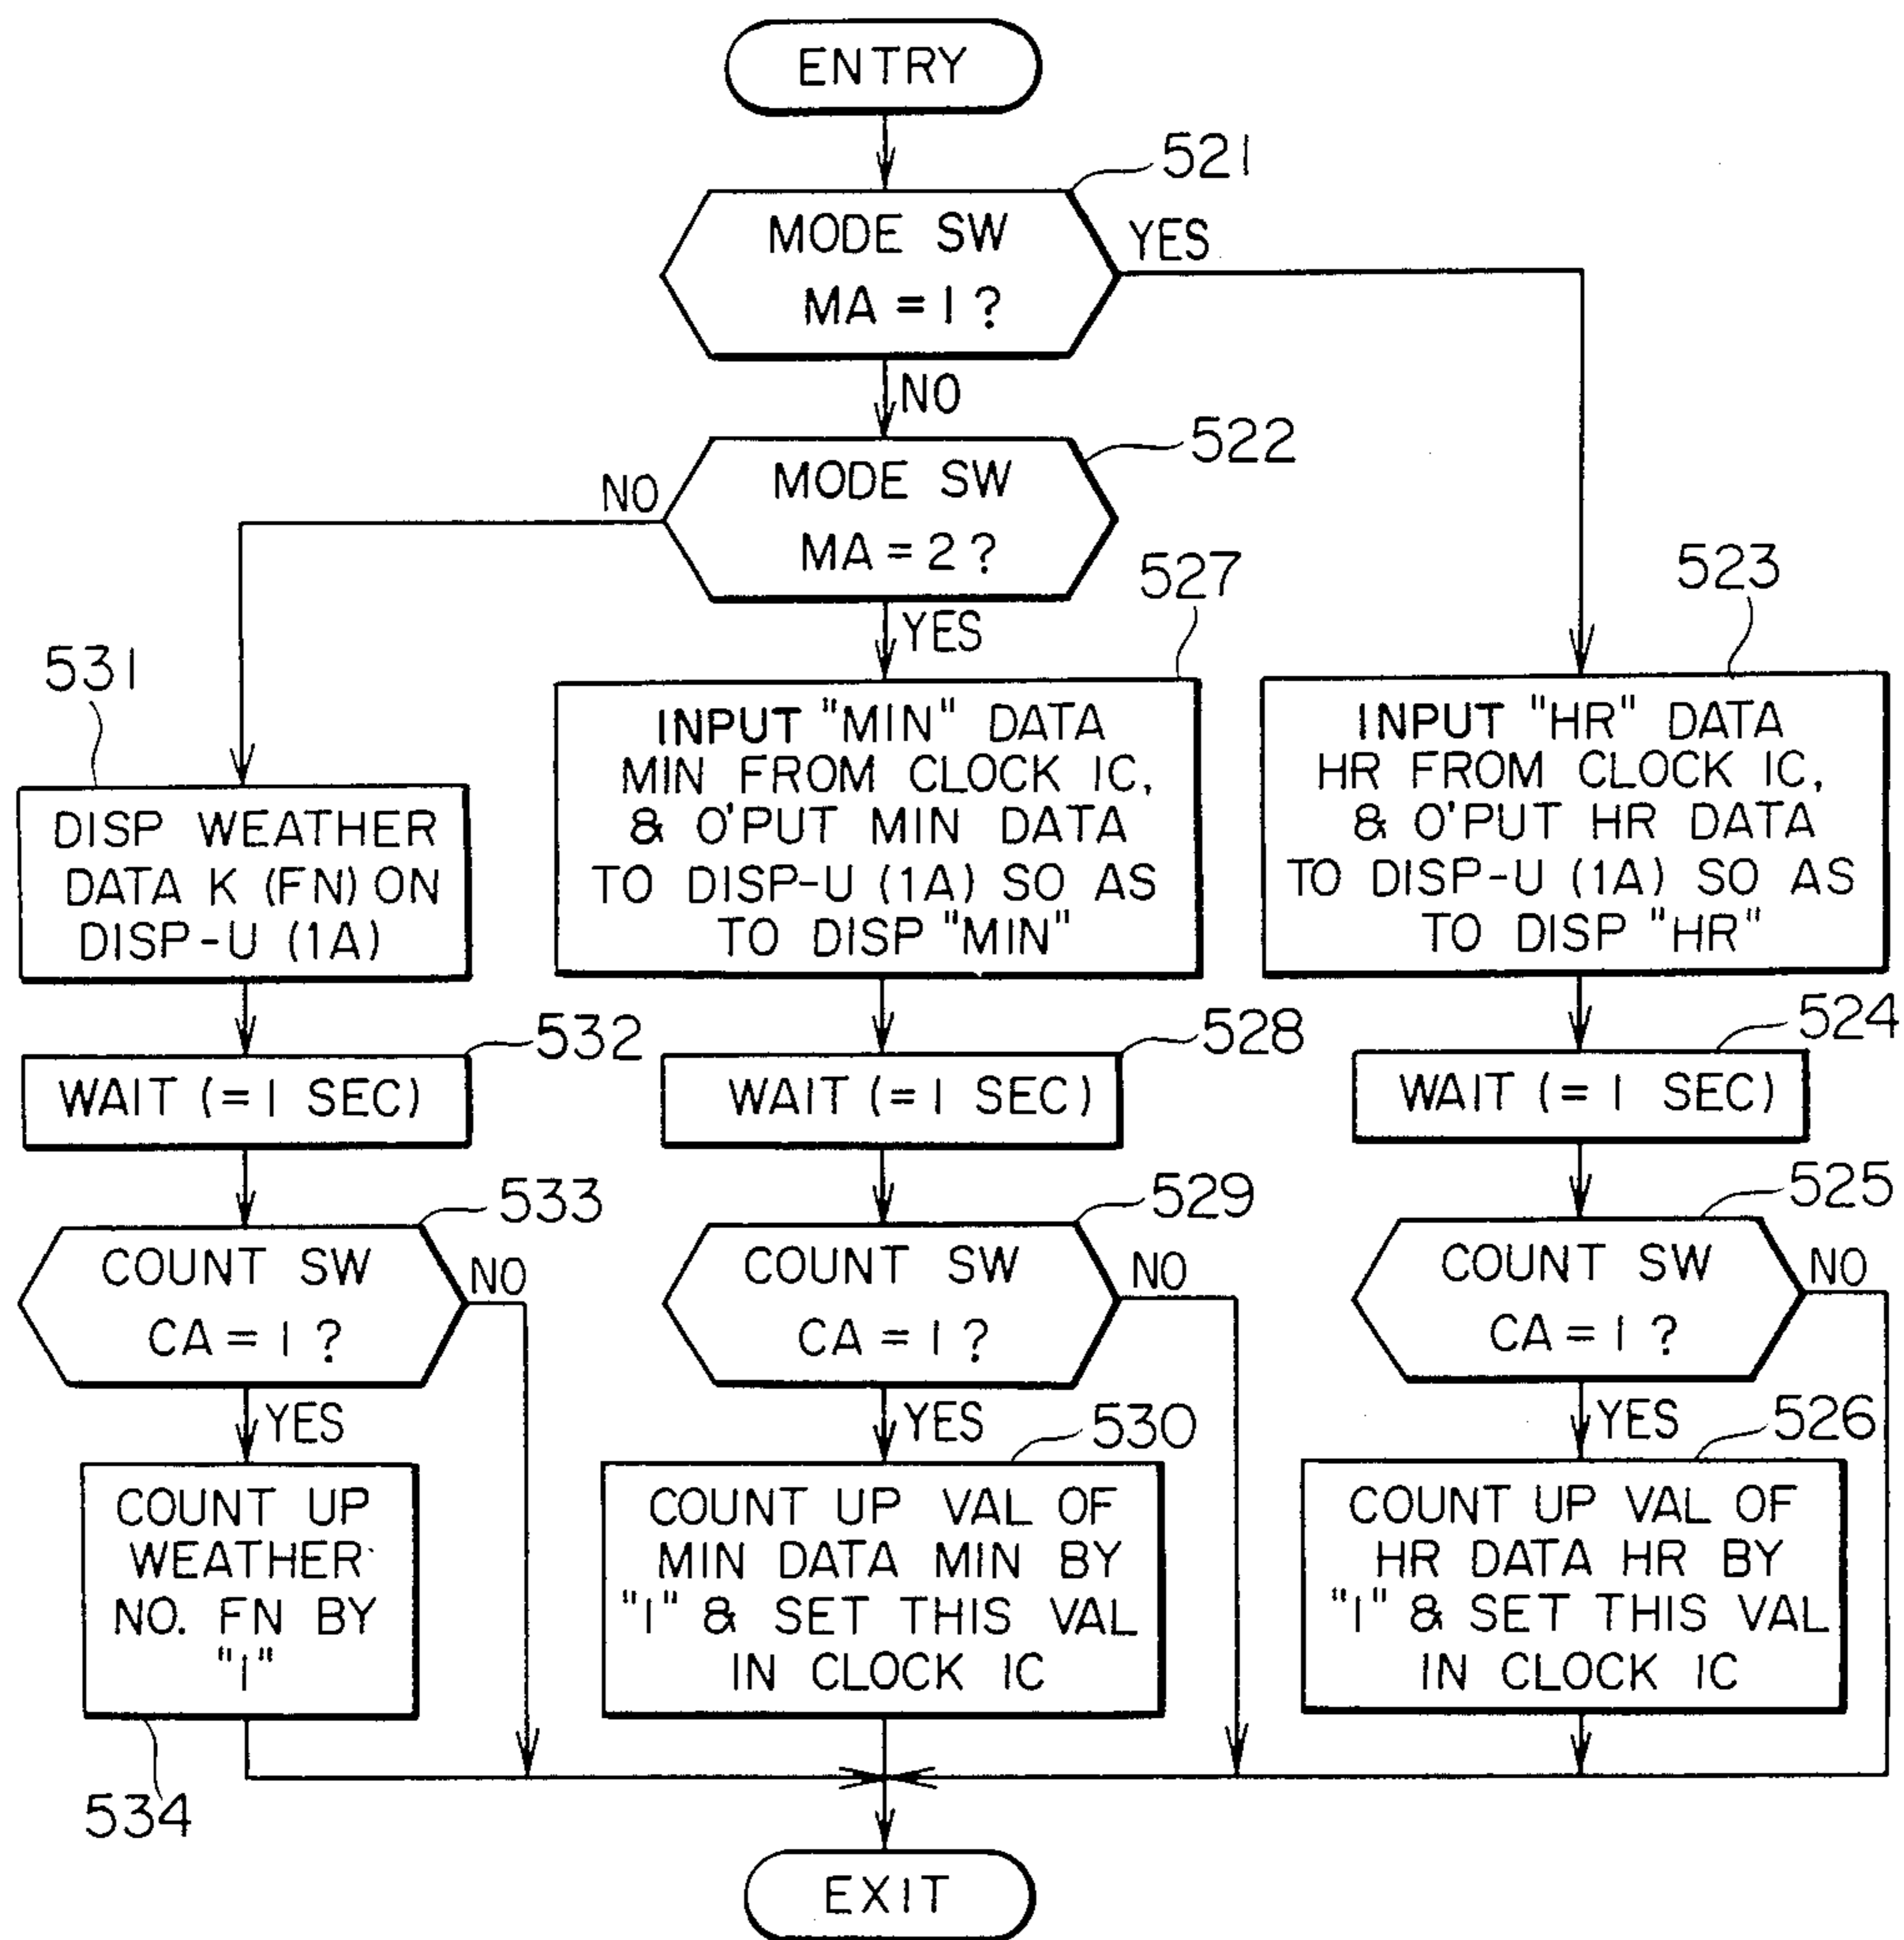 ENTRY
521
MODE SW
MA = 1 ?
YES
NO
522
MODE SW
MA = 2 ?
NO
YES
531
DISP WEATHER
DATA K (FN) ON
DISP-U (1A)
527
INPUT "MIN" DATA
MIN FROM CLOCK IC,
& O'PUT MIN DATA
TO DISP-U (1A) SO AS
TO DISP "MIN"
523
INPUT "HR" DATA
HR FROM CLOCK IC,
& O'PUT HR DATA
TO DISP-U (1A) SO AS
TO DISP "HR"
532
WAIT (= 1 SEC)
528
WAIT (= 1 SEC)
524
WAIT (= 1 SEC)
533
COUNT SW
CA = 1 ?
NO
YES
529
COUNT SW
CA = 1 ?
NO
YES
525
COUNT SW
CA = 1 ?
NO
YES
COUNT UP
WEATHER
NO. FN BY
"1"
534
530
COUNT UP VAL OF
MIN DATA MIN BY
"1" & SET THIS VAL
IN CLOCK IC
526
COUNT UP VAL OF
HR DATA HR BY
"1" & SET THIS VAL
IN CLOCK IC
EXIT